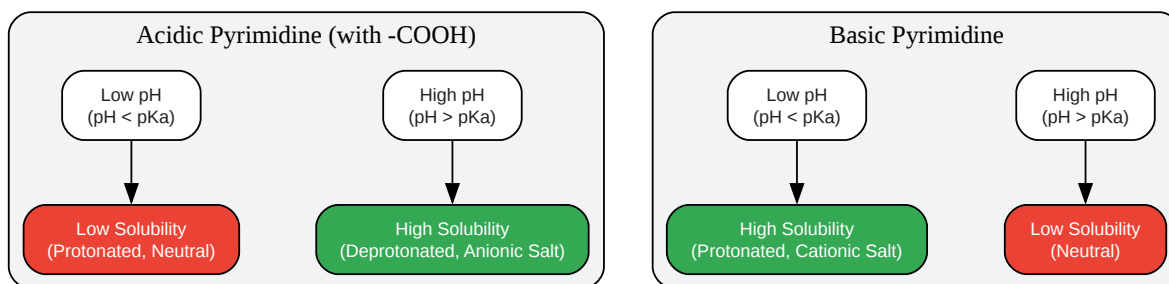 Acidic Pyrimidine (with -COOH)
Low pH
(pH < pKa)
High pH
(pH > pKa)
Low Solubility
(Protonated, Neutral)
High Solubility
(Deprotonated, Anionic Salt)
Basic Pyrimidine
Low pH
(pH < pKa)
High pH
(pH > pKa)
High Solubility
(Protonated, Cationic Salt)
Low Solubility
(Neutral)